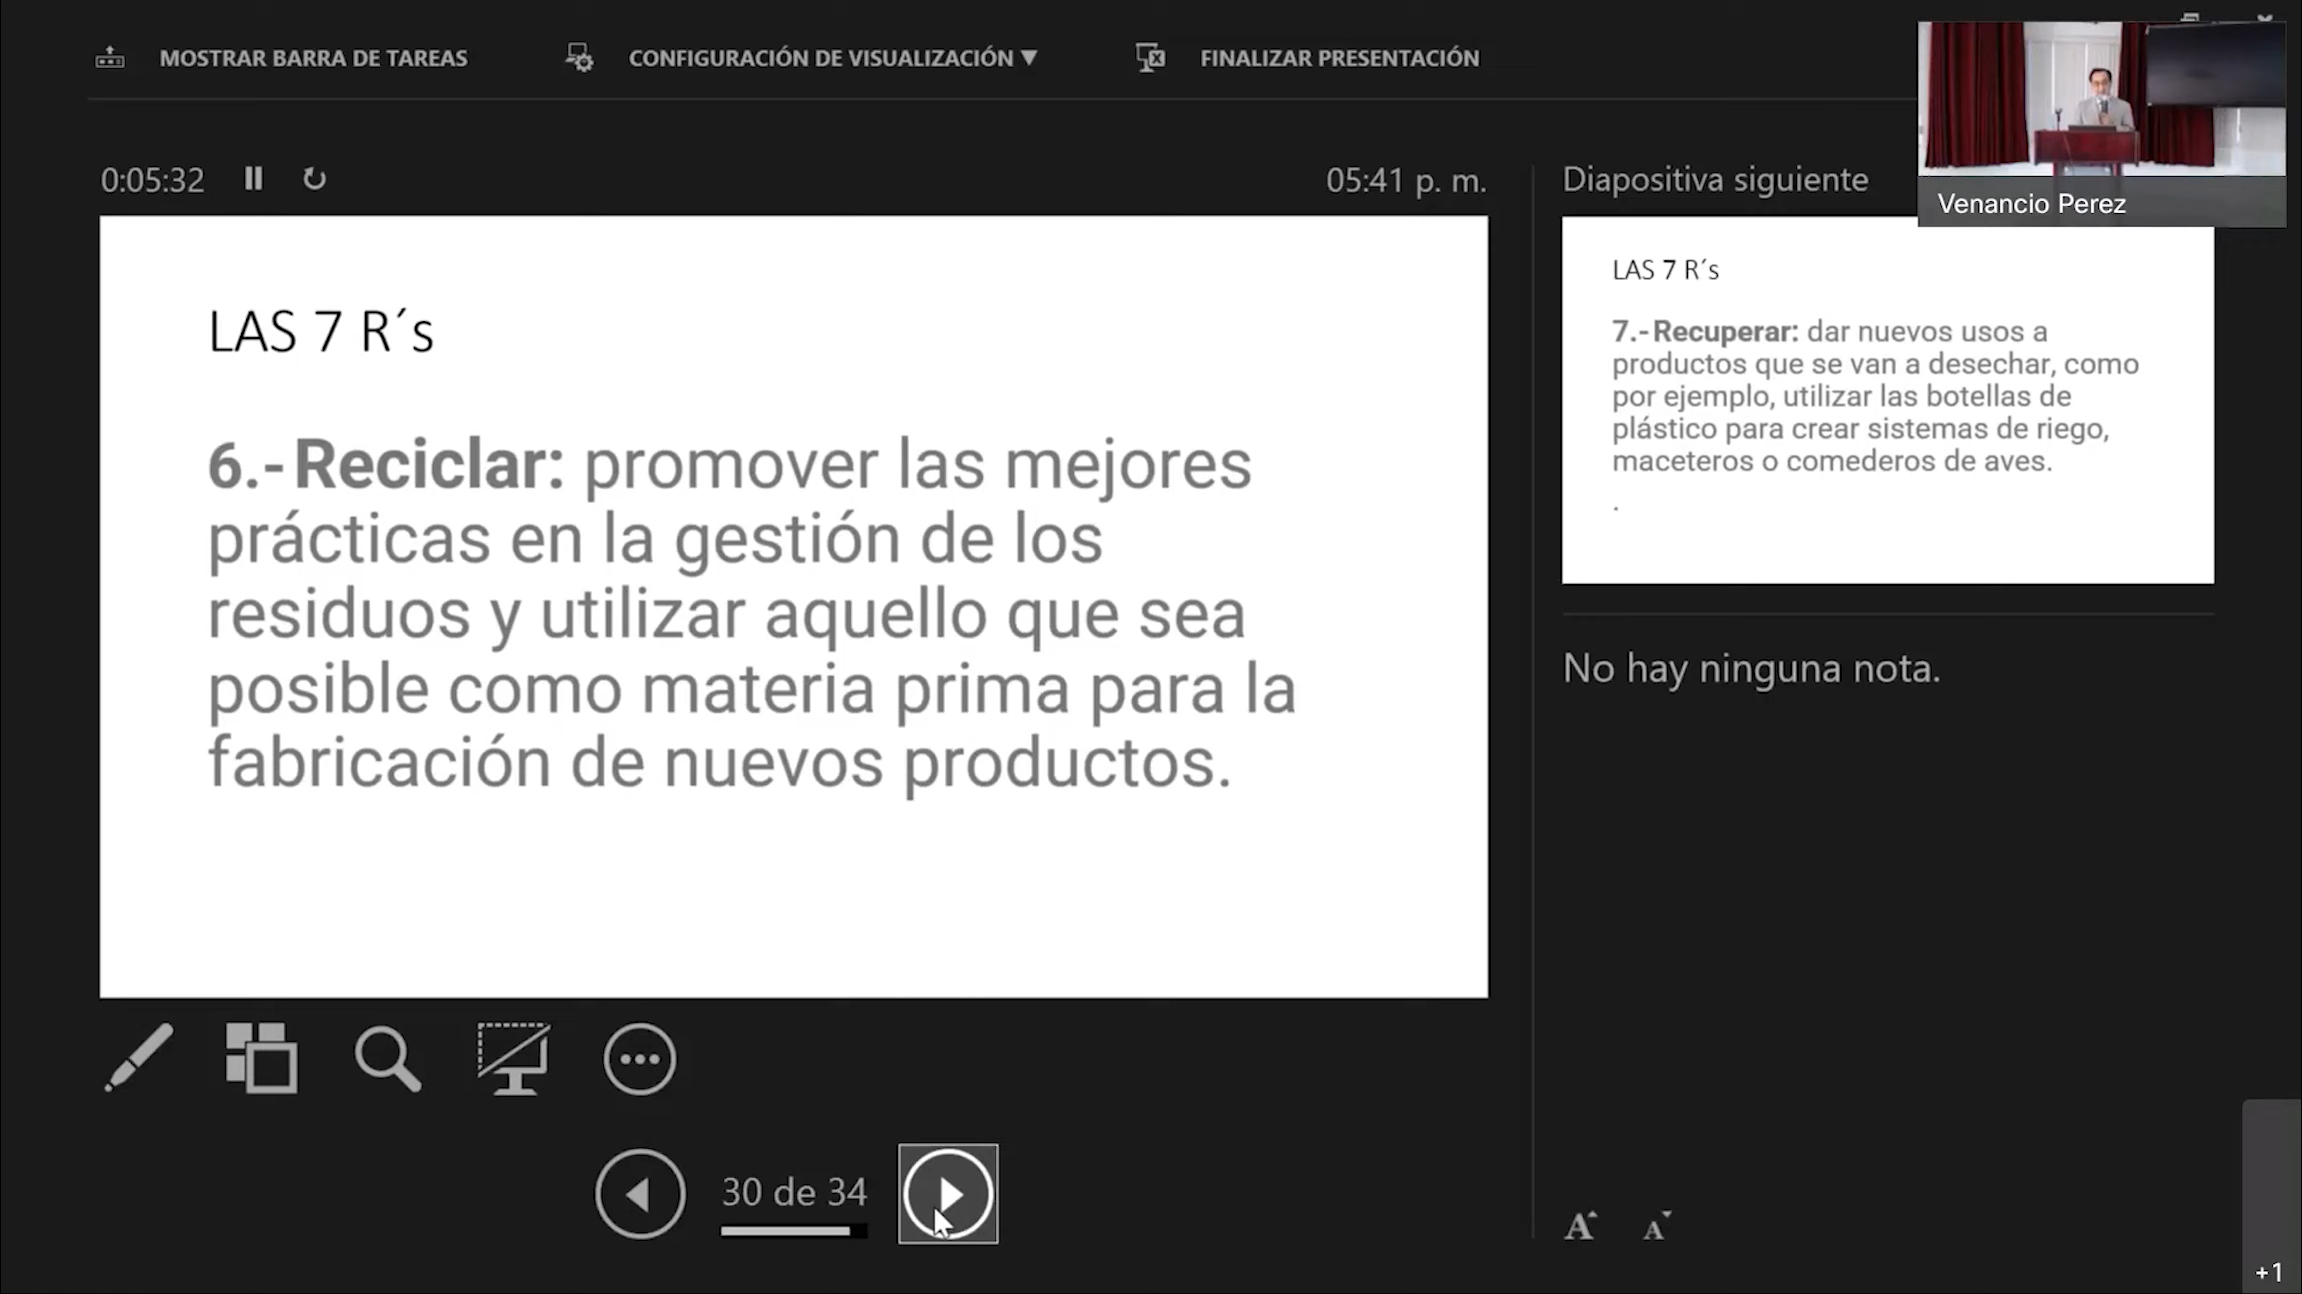 MOSTRAR BARRA DE TAREAS
CONFIGURACIÓN DE VISUALIZACIÓN ▼
FINALIZAR PRESENTACIÓN
0:05:32
05:41 p. m.
LAS 7 R´s
6.- Reciclar: promover las mejores
prácticas en la gestión de los
residuos y utilizar aquello que sea
posible como materia prima para la
fabricación de nuevos productos.
30 de 34
Diapositiva siguiente
Venancio Perez
LAS 7 R´s
7.- Recuperar: dar nuevos usos a
productos que se van a desechar, como
por ejemplo, utilizar las botellas de
plástico para crear sistemas de riego,
maceteros o comederos de aves.
.
No hay ninguna nota.
A A
+1